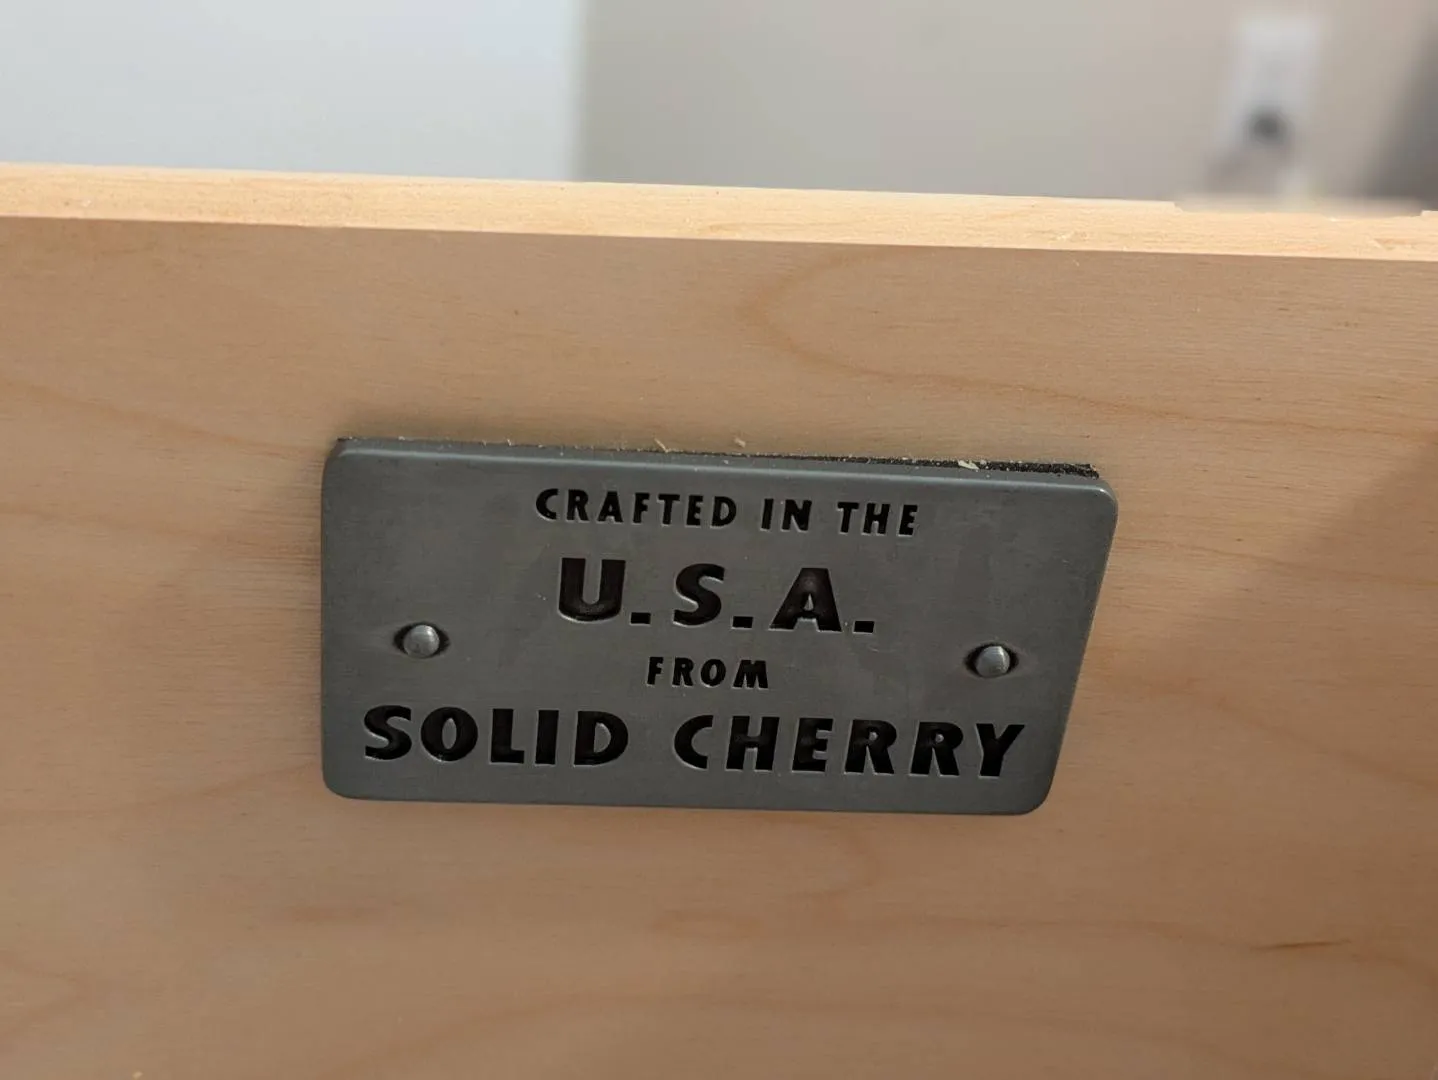 CRAFTED IN THE
U.S.A.
FROM
SOLID CHERRY